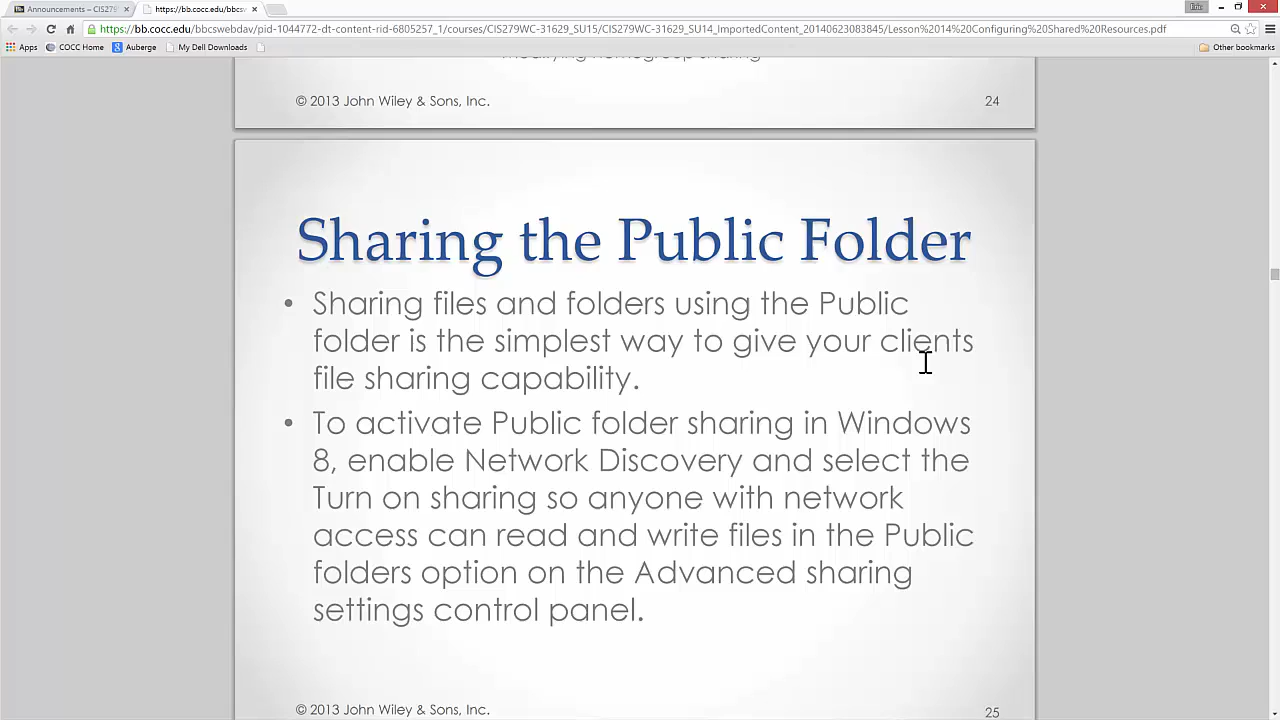 Announcements – CIS279
https://bb.cocc.edu/bbcsw
https://bb.cocc.edu/bbcswebdav/pid-1044772-dt-content-rid-6805257_1/courses/CIS279WC-31629_SU15/CIS279WC-31629_SU14_ImportedContent_20140623083845/Lesson%2014%20Configuring%20Shared%20Resources.pdf
Apps COCC Home Auberge My Dell Downloads Other bookmarks
modifying homegroup sharing
© 2013 John Wiley & Sons, Inc. 24
Sharing the Public Folder
• Sharing files and folders using the Public
folder is the simplest way to give your clients
file sharing capability.
• To activate Public folder sharing in Windows
8, enable Network Discovery and select the
Turn on sharing so anyone with network
access can read and write files in the Public
folders option on the Advanced sharing
settings control panel.
© 2013 John Wiley & Sons, Inc. 25